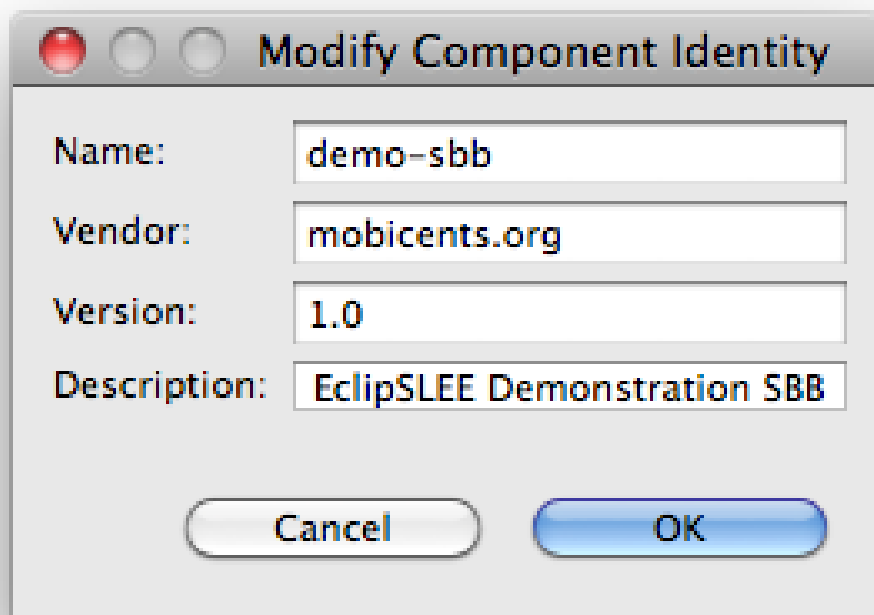 Modify Component Identity
Name: demo-sbb
Vendor: mobicents.org
Version: 1.0
Description: EclipSLEE Demonstration SBB
Cancel OK